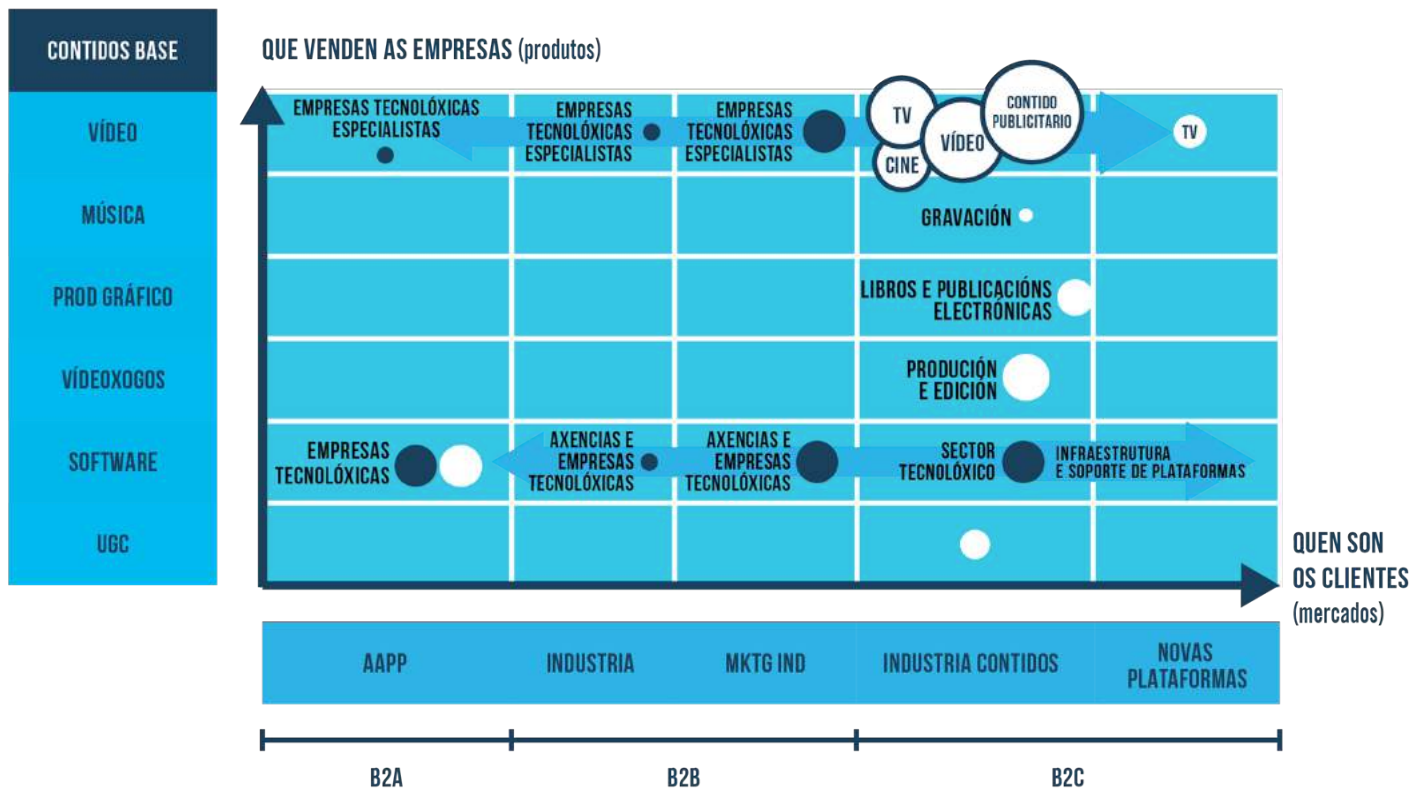 CONTIDOS BASE
QUE VENDEN AS EMPRESAS (produtos)
VÍDEO
EMPRESAS TECNOLÓXICAS
ESPECIALISTAS
EMPRESAS
TECNOLÓXICAS
ESPECIALISTAS
EMPRESAS
TECNOLÓXICAS
ESPECIALISTAS
TV
CINE
VÍDEO
CONTIDO
PUBLICITARIO
TV
MÚSICA
GRAVACIÓN
PROD GRÁFICO
LIBROS E PUBLICACIÓNS
ELECTRÓNICAS
VÍDEOXOGOS
PRODUCIÓN
E EDICIÓN
SOFTWARE
EMPRESAS
TECNOLÓXICAS
AXENCIAS E
EMPRESAS
TECNOLÓXICAS
AXENCIAS E
EMPRESAS
TECNOLÓXICAS
SECTOR
TECNOLÓXICO
INFRAESTRUTURA
E SOPORTE DE PLATAFORMAS
UGC
QUEN SON
OS CLIENTES
(mercados)
AAPP
INDUSTRIA
MKTG IND
INDUSTRIA CONTIDOS
NOVAS
PLATAFORMAS
B2A
B2B
B2C